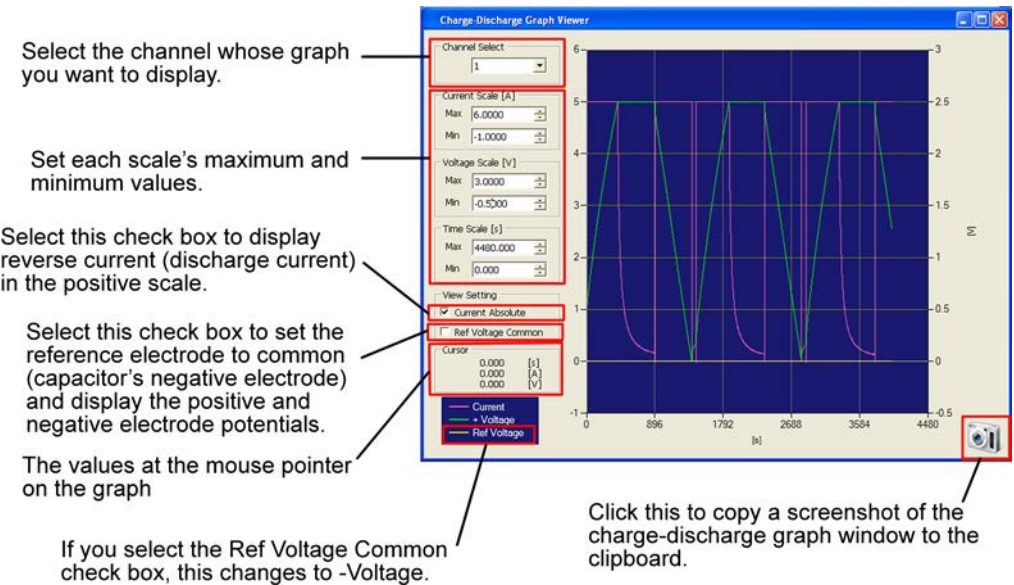 Charge-Discharge Graph Viewer
Select the channel whose graph
you want to display.
Channel Select
1
Set each scale's maximum and
minimum values.
Current Scale [A]
Max 6.0000
Min -1.0000
Voltage Scale [V]
Max 3.0000
Min -0.5000
Time Scale [s]
Max 4480.000
Min 0.000
Select this check box to display
reverse current (discharge current)
in the positive scale.
View Setting
Current Absolute
Select this check box to set the
reference electrode to common
(capacitor's negative electrode)
and display the positive and
negative electrode potentials.
Ref Voltage Common
The values at the mouse pointer
on the graph
Cursor
0.000 [s]
0.000 [A]
0.000 [V]
Current
+ Voltage
Ref Voltage
If you select the Ref Voltage Common
check box, this changes to -Voltage.
6
5
4
3
2
1
0
-1
0 896 1792 2688 3584 4480
[s]
3
2.5
2
1.5
1
0.5
0
-0.5
[V]
Click this to copy a screenshot of the
charge-discharge graph window to the
clipboard.